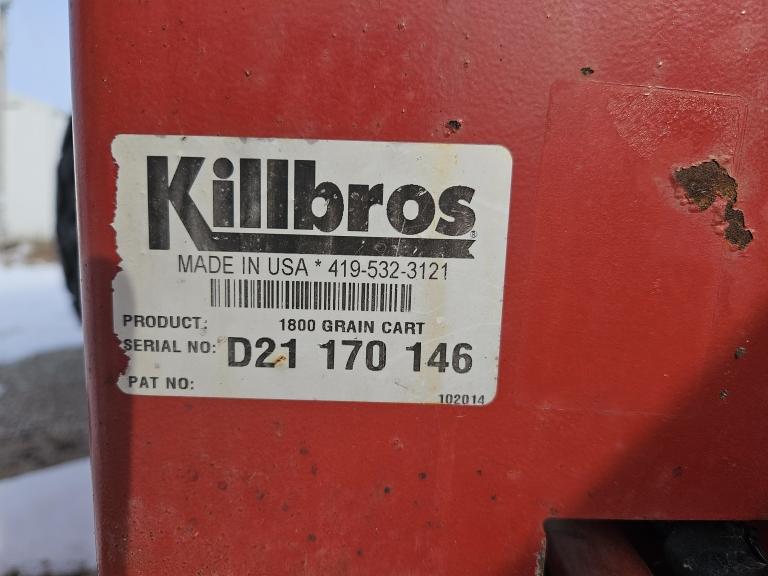 Killbros®
MADE IN USA * 419-532-3121
PRODUCT: 1800 GRAIN CART
SERIAL NO: D21 170 146
PAT NO:
102014